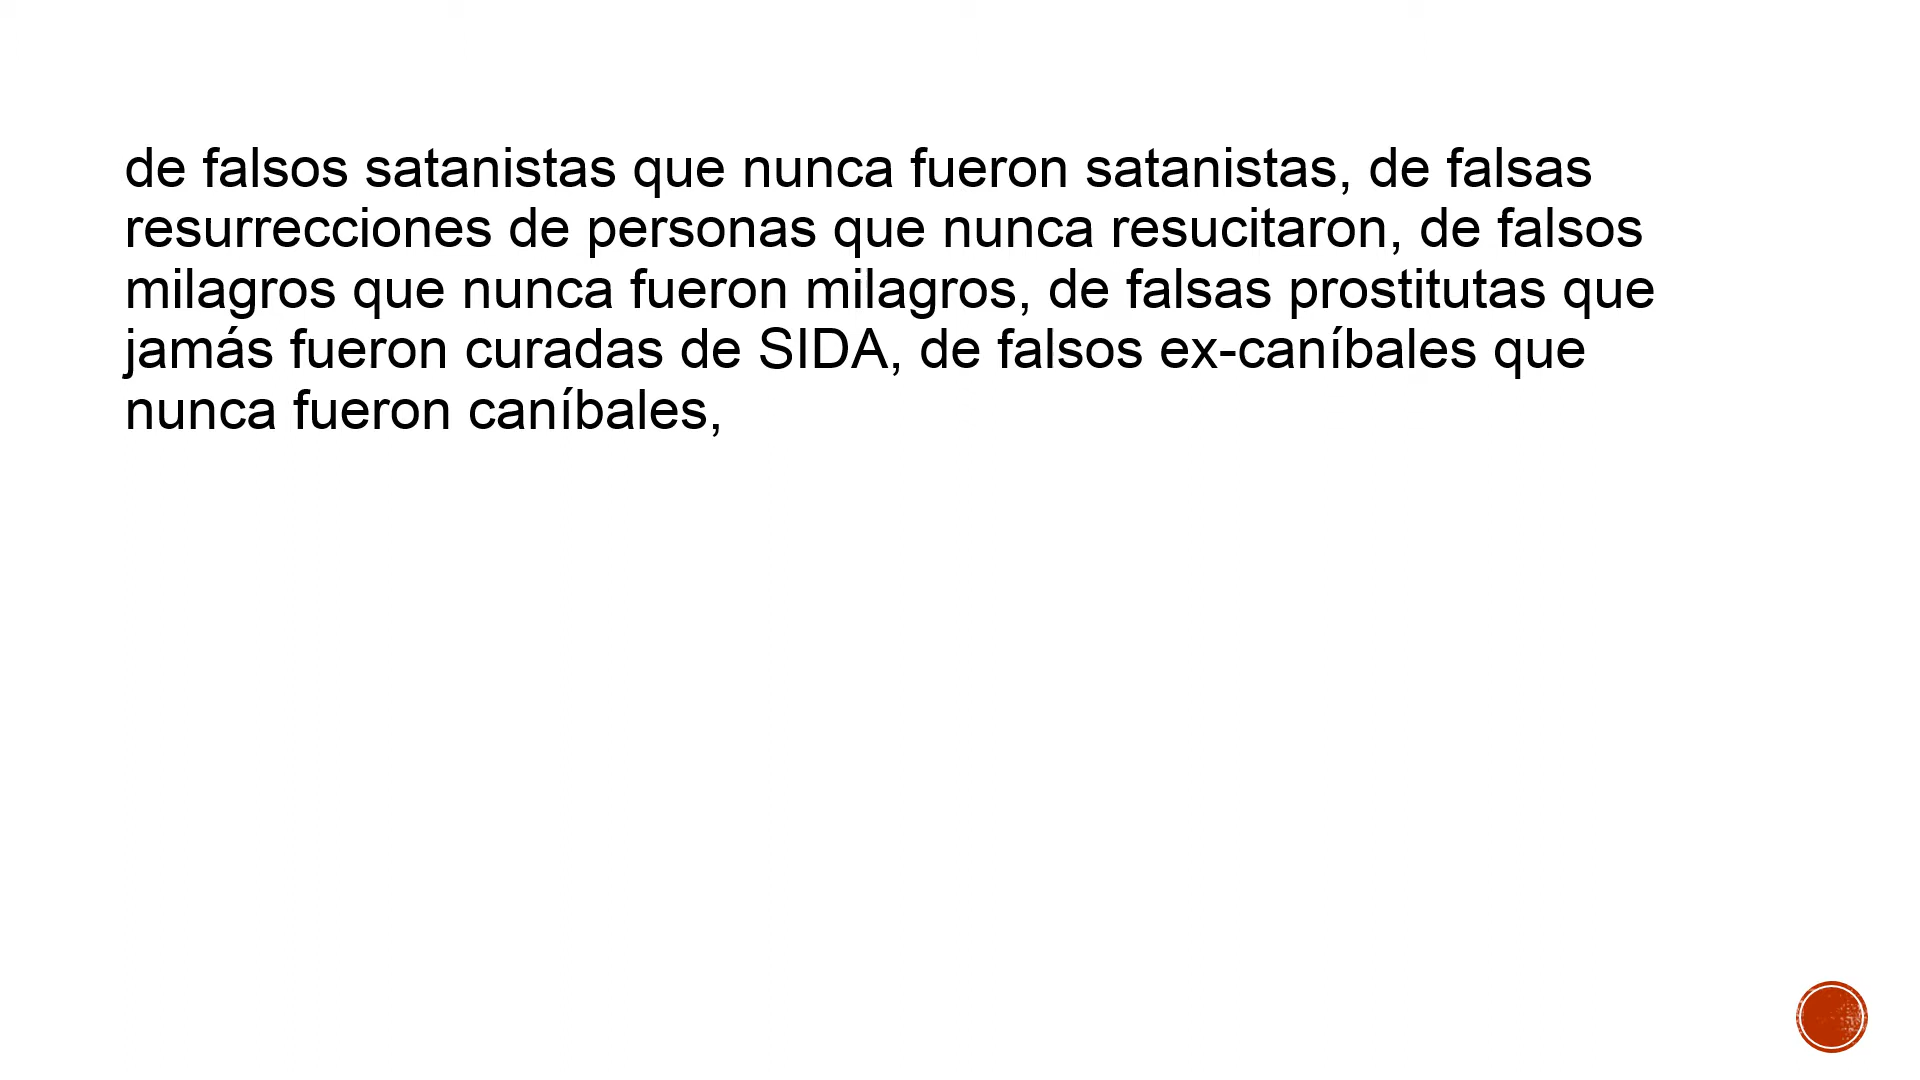 de falsos satanistas que nunca fueron satanistas, de falsas
resurrecciones de personas que nunca resucitaron, de falsos
milagros que nunca fueron milagros, de falsas prostitutas que
jamás fueron curadas de SIDA, de falsos ex-caníbales que
nunca fueron caníbales,